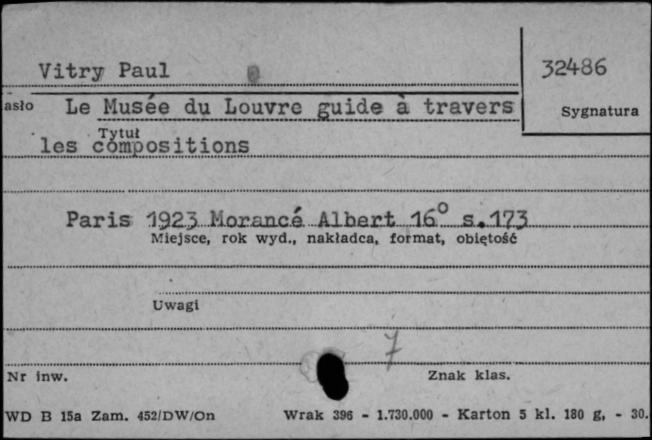 Vitry Paul
32486
asło Le Musée du Louvre guide à travers
Sygnatura
Tytuł
les compositions
Paris 1923 Morancé Albert 16° s.173
Miejsce, rok wyd., nakładca, format, obiętość
Uwagi
7
Nr inw. Znak klas.
WD B 15a Zam. 452/DW/On Wrak 396 - 1.730.000 - Karton 5 kl. 180 g, - 30.